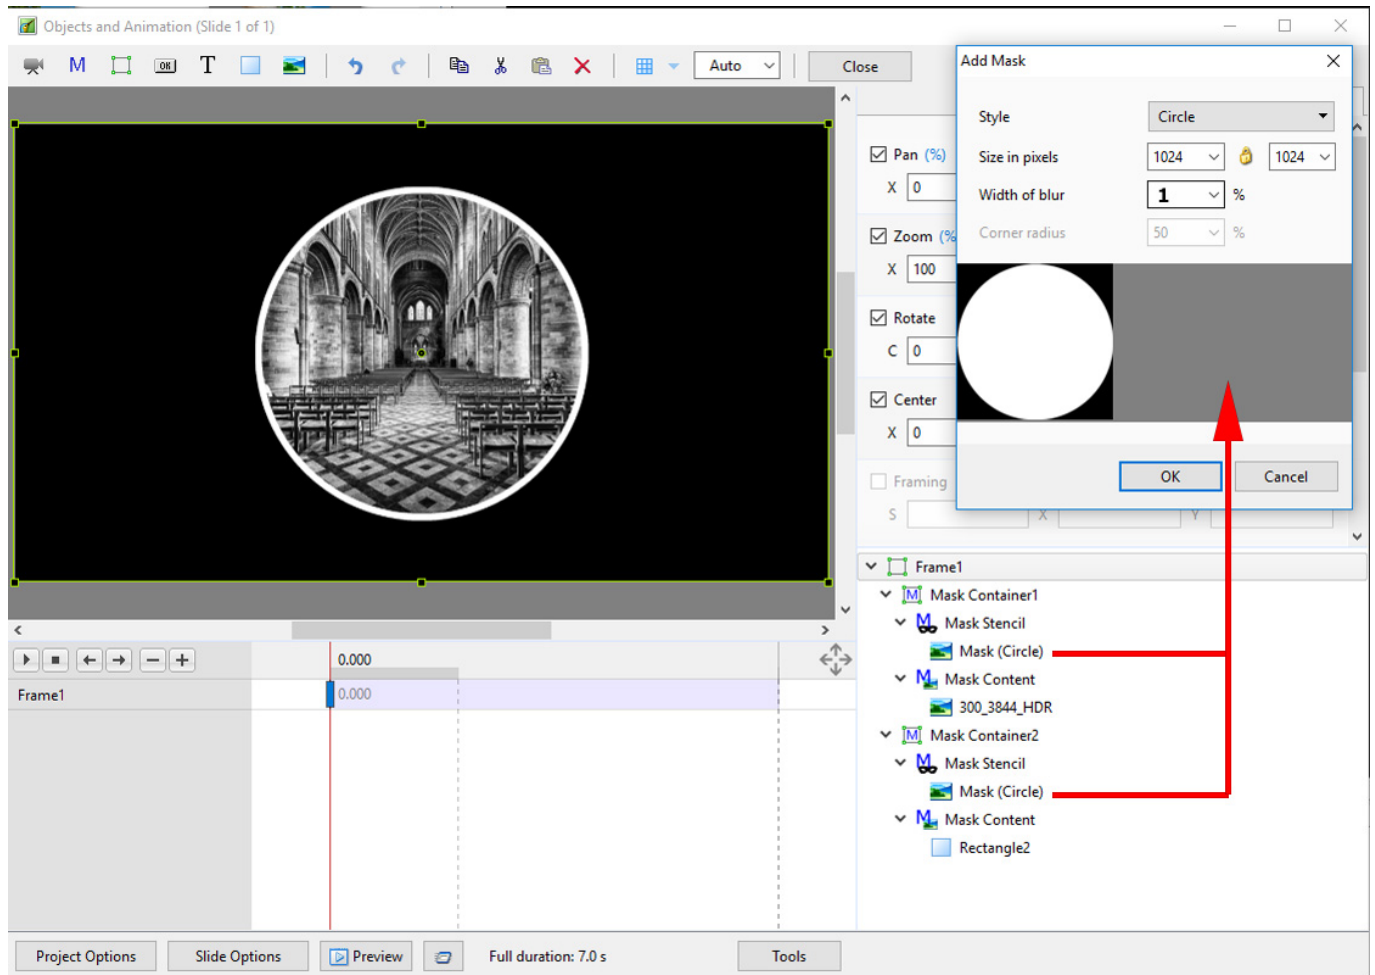 Objects and Animation (Slide 1 of 1)
M OK T Auto Close
Add Mask
Style Circle
Size in pixels 1024 1024
Width of blur 1 %
Corner radius 50 %
OK Cancel
Pan (%)
X 0
Zoom (%
X 100
Rotate
C 0
Center
X 0
Framing
S X Y
Frame1
M Mask Container1
M Mask Stencil
Mask (Circle)
M Mask Content
300_3844_HDR
M Mask Container2
M Mask Stencil
Mask (Circle)
M Mask Content
Rectangle2
0.000
Frame1 0.000
Project Options Slide Options Preview Full duration: 7.0 s Tools